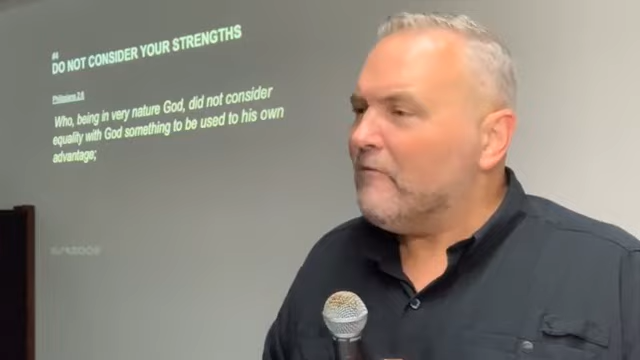 DO NOT CONSIDER YOUR STRENGTHS
Philippians 2:6
Who, being in very nature God, did not consider
equality with God something to be used to his own
advantage;